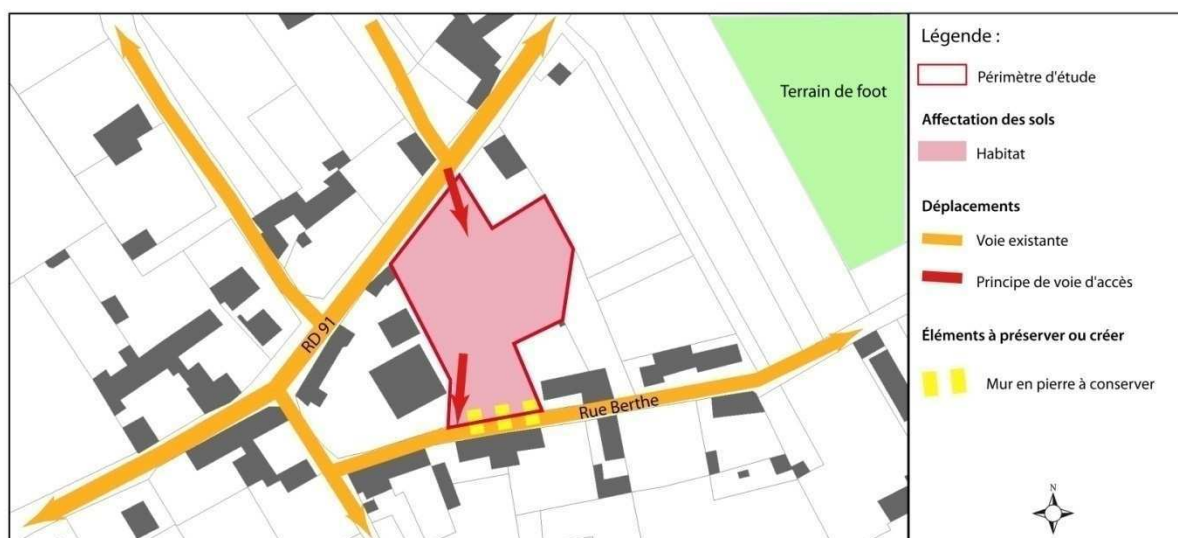 Terrain de foot
RD 91
Rue Berthe
Légende :
Périmètre d'étude
Affectation des sols
Habitat
Déplacements
Voie existante
Principe de voie d'accès
Éléments à préserver ou créer
Mur en pierre à conserver
N